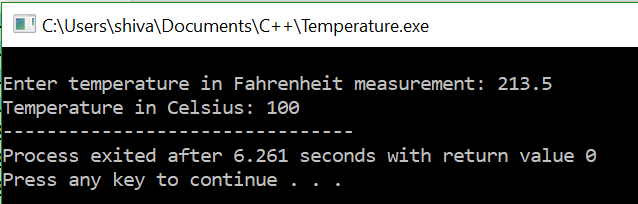 C:\Users\shiva\Documents\C++\Temperature.exe
Enter temperature in Fahrenheit measurement: 213.5
Temperature in Celsius: 100
--------------------------------
Process exited after 6.261 seconds with return value 0
Press any key to continue . . .